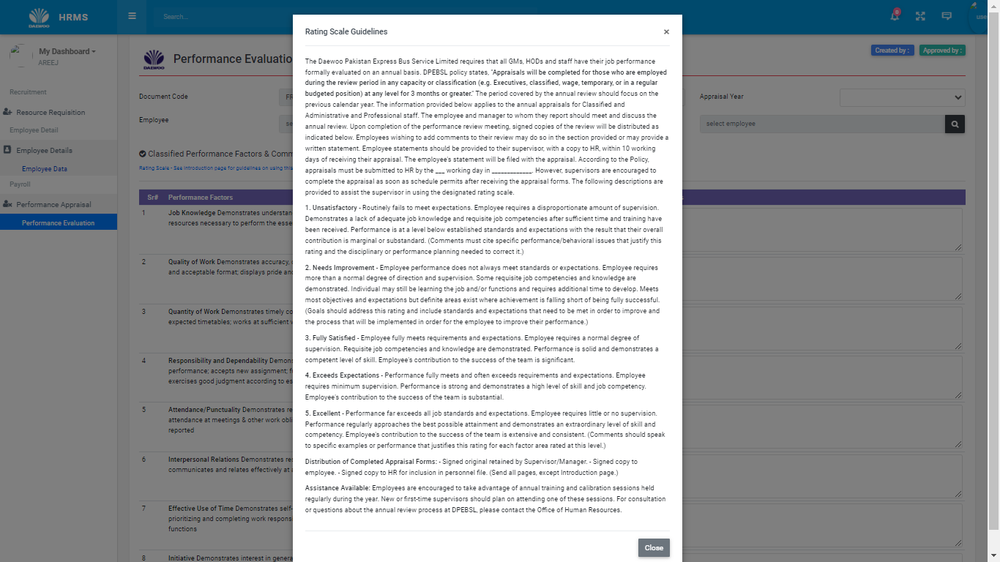 DAEWOO
HRMS
Search...
0
use
My Dashboard
AREEJ
Recruitment
Resource Requisition
Employee Detail
Employee Details
Employee Data
Payroll
Performance Appraisal
Performance Evaluation
DAEWOO
Performance Evaluatio
Created by :
Approved by :
Document Code
FR
Appraisal Year
Employee
se
select employee
Classified Performance Factors & Comm
Rating Scale - See Introduction page for guidelines on using this
Sr# Performance Factors
1 Job Knowledge Demonstrates understan
resources necessary to perform the esse
2 Quality of Work Demonstrates accuracy,
and acceptable format; displays pride and
3 Quantity of Work Demonstrates timely co
expected timetables; works at sufficient v
4 Responsibility and Dependability Demons
performance; accepts new assignment; f
exercises good judgment according to es
5 Attendance/Punctuality Demonstrates re
attendance at meetings & other work obli
reported
6 Interpersonal Relations Demonstrates res
communicates and relates effectively at a
7 Effective Use of Time Demonstrates self-
prioritizing and completing work responsi
functions
8 Initiative Demonstrates interest in genera
Rating Scale Guidelines
×
The Daewoo Pakistan Express Bus Service Limited requires that all GMs, HODs and staff have their job performance
formally evaluated on an annual basis. DPEBSL policy states, "Appraisals will be completed for those who are employed
during the review period in any capacity or classification (e.g. Executives, classified, wage, temporary, or in a regular
budgeted position) at any level for 3 months or greater." The period covered by the annual review should focus on the
previous calendar year. The information provided below applies to the annual appraisals for Classified and
Administrative and Professional staff. The employee and manager to whom they report should meet and discuss the
annual review. Upon completion of the performance review meeting, signed copies of the review will be distributed as
indicated below. Employees wishing to add comments to their review may do so in the section provided or may provide a
written statement. Employee statements should be provided to their supervisor, with a copy to HR, within 10 working
days of receiving their appraisal. The employee's statement will be filed with the appraisal. According to the Policy,
appraisals must be submitted to HR by the ___ working day in _____________. However, supervisors are encouraged to
complete the appraisal as soon as schedule permits after receiving the appraisal forms. The following descriptions are
provided to assist the supervisor in using the designated rating scale.
1. Unsatisfactory - Routinely fails to meet expectations. Employee requires a disproportionate amount of supervision.
Demonstrates a lack of adequate job knowledge and requisite job competencies after sufficient time and training have
been received. Performance is at a level below established standards and expectations with the result that their overall
contribution is marginal or substandard. (Comments must cite specific performance/behavioral issues that justify this
rating and the disciplinary or performance planning needed to correct it.)
2. Needs Improvement - Employee performance does not always meet standards or expectations. Employee requires
more than a normal degree of direction and supervision. Some requisite job competencies and knowledge are
demonstrated. Individual may still be learning the job and/or functions and requires additional time to develop. Meets
most objectives and expectations but definite areas exist where achievement is falling short of being fully successful.
(Goals should address this rating and include standards and expectations that need to be met in order to improve and
the process that will be implemented in order for the employee to improve their performance.)
3. Fully Satisfied - Employee fully meets requirements and expectations. Employee requires a normal degree of
supervision. Requisite job competencies and knowledge are demonstrated. Performance is solid and demonstrates a
competent level of skill. Employee's contribution to the success of the team is significant.
4. Exceeds Expectations - Performance fully meets and often exceeds requirements and expectations. Employee
requires minimum supervision. Performance is strong and demonstrates a high level of skill and job competency.
Employee's contribution to the success of the team is substantial.
5. Excellent - Performance far exceeds all job standards and expectations. Employee requires little or no supervision.
Performance regularly approaches the best possible attainment and demonstrates an extraordinary level of skill and
competency. Employee's contribution to the success of the team is extensive and consistent. (Comments should speak
to specific examples or performance that justifies this rating for each factor area rated at this level.)
Distribution of Completed Appraisal Forms: - Signed original retained by Supervisor/Manager. - Signed copy to
employee. - Signed copy to HR for inclusion in personnel file. (Send all pages, except Introduction page.)
Assistance Available: Employees are encouraged to take advantage of annual training and calibration sessions held
regularly during the year. New or first-time supervisors should plan on attending one of these sessions. For consultation
or questions about the annual review process at DPEBSL, please contact the Office of Human Resources.
Close